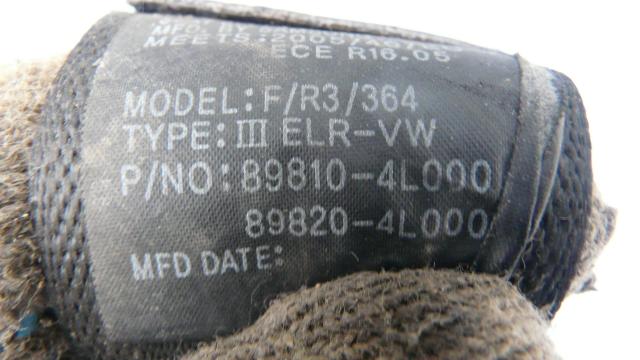 ECE R16.05
MODEL: F/R3/364
TYPE: III ELR-VW
P/NO: 89810-4L000
89820-4L000
MFD DATE: